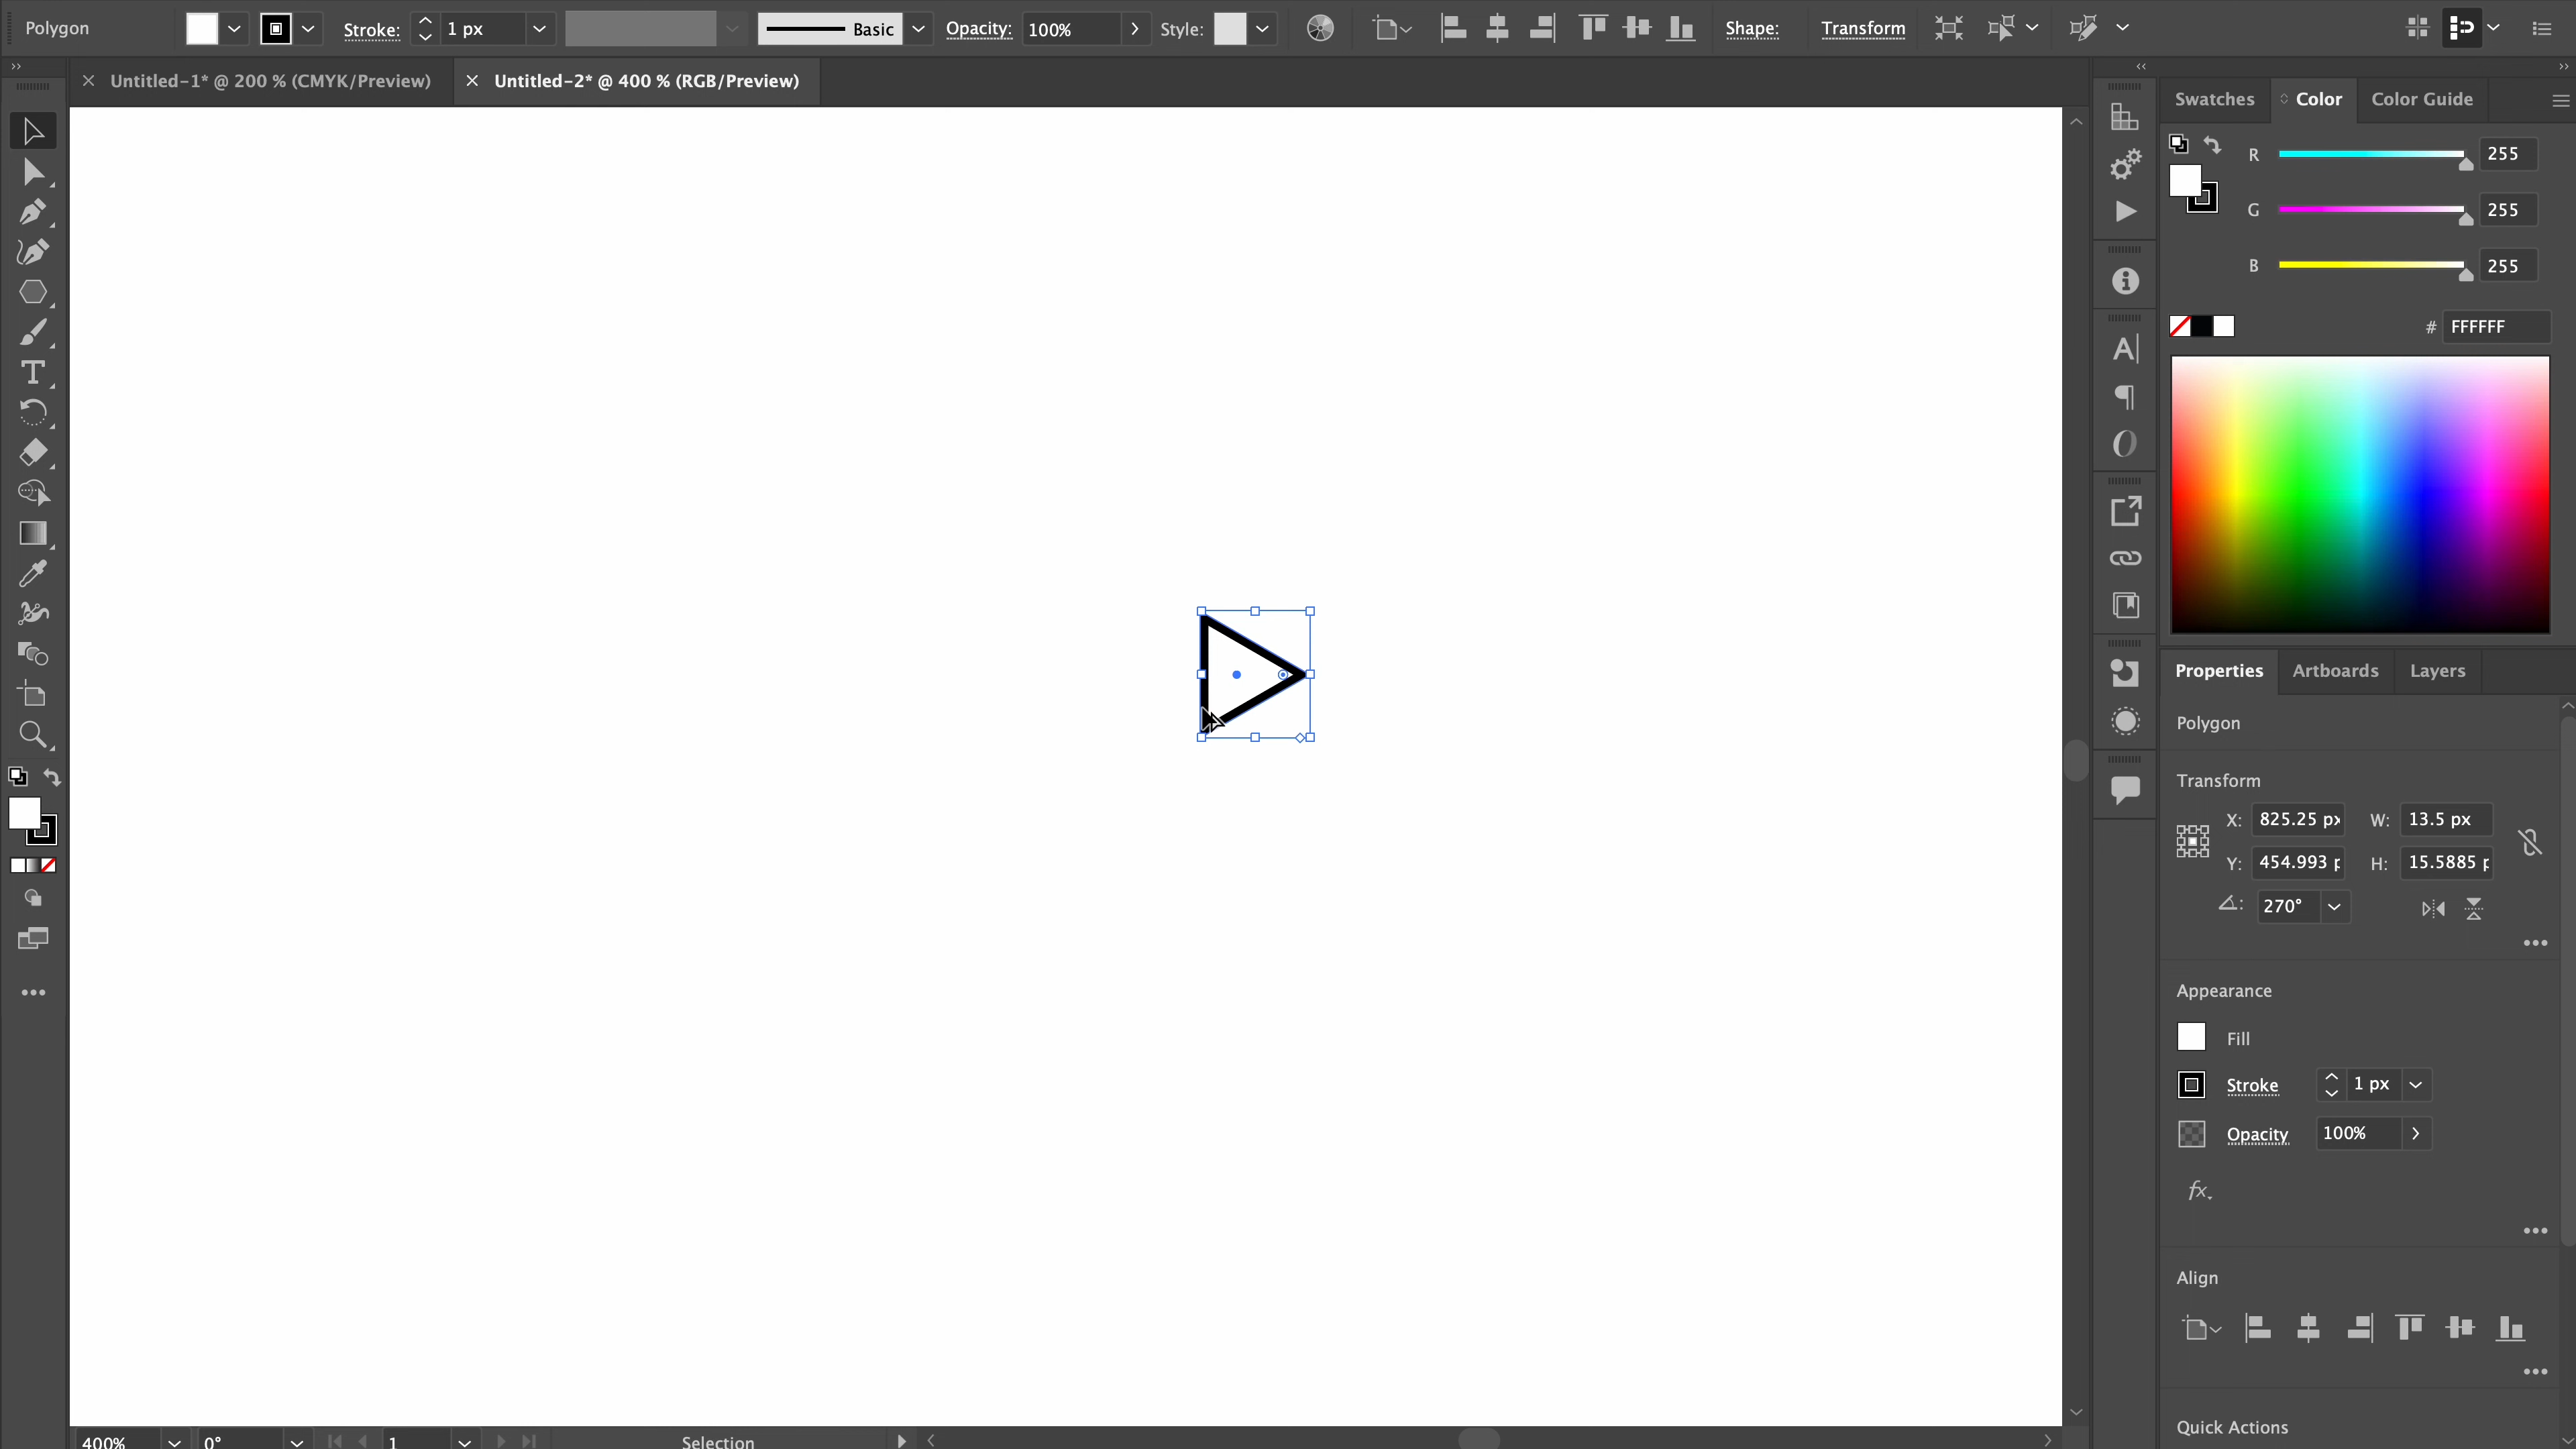 Polygon
Stroke: 1 px
Basic
Opacity: 100%
Style:
Shape:
Transform
Untitled-1* @ 200 % (CMYK/Preview)
Untitled-2* @ 400 % (RGB/Preview)
Swatches
Color
Color Guide
R 255
G 255
B 255
# FFFFFF
Properties
Artboards
Layers
Polygon
Transform
X: 825.25 px
W: 13.5 px
Y: 454.993 p
H: 15.5885 p
270°
Appearance
Fill
Stroke 1 px
Opacity 100%
fx
Align
Quick Actions
400%
0°
1
Selection